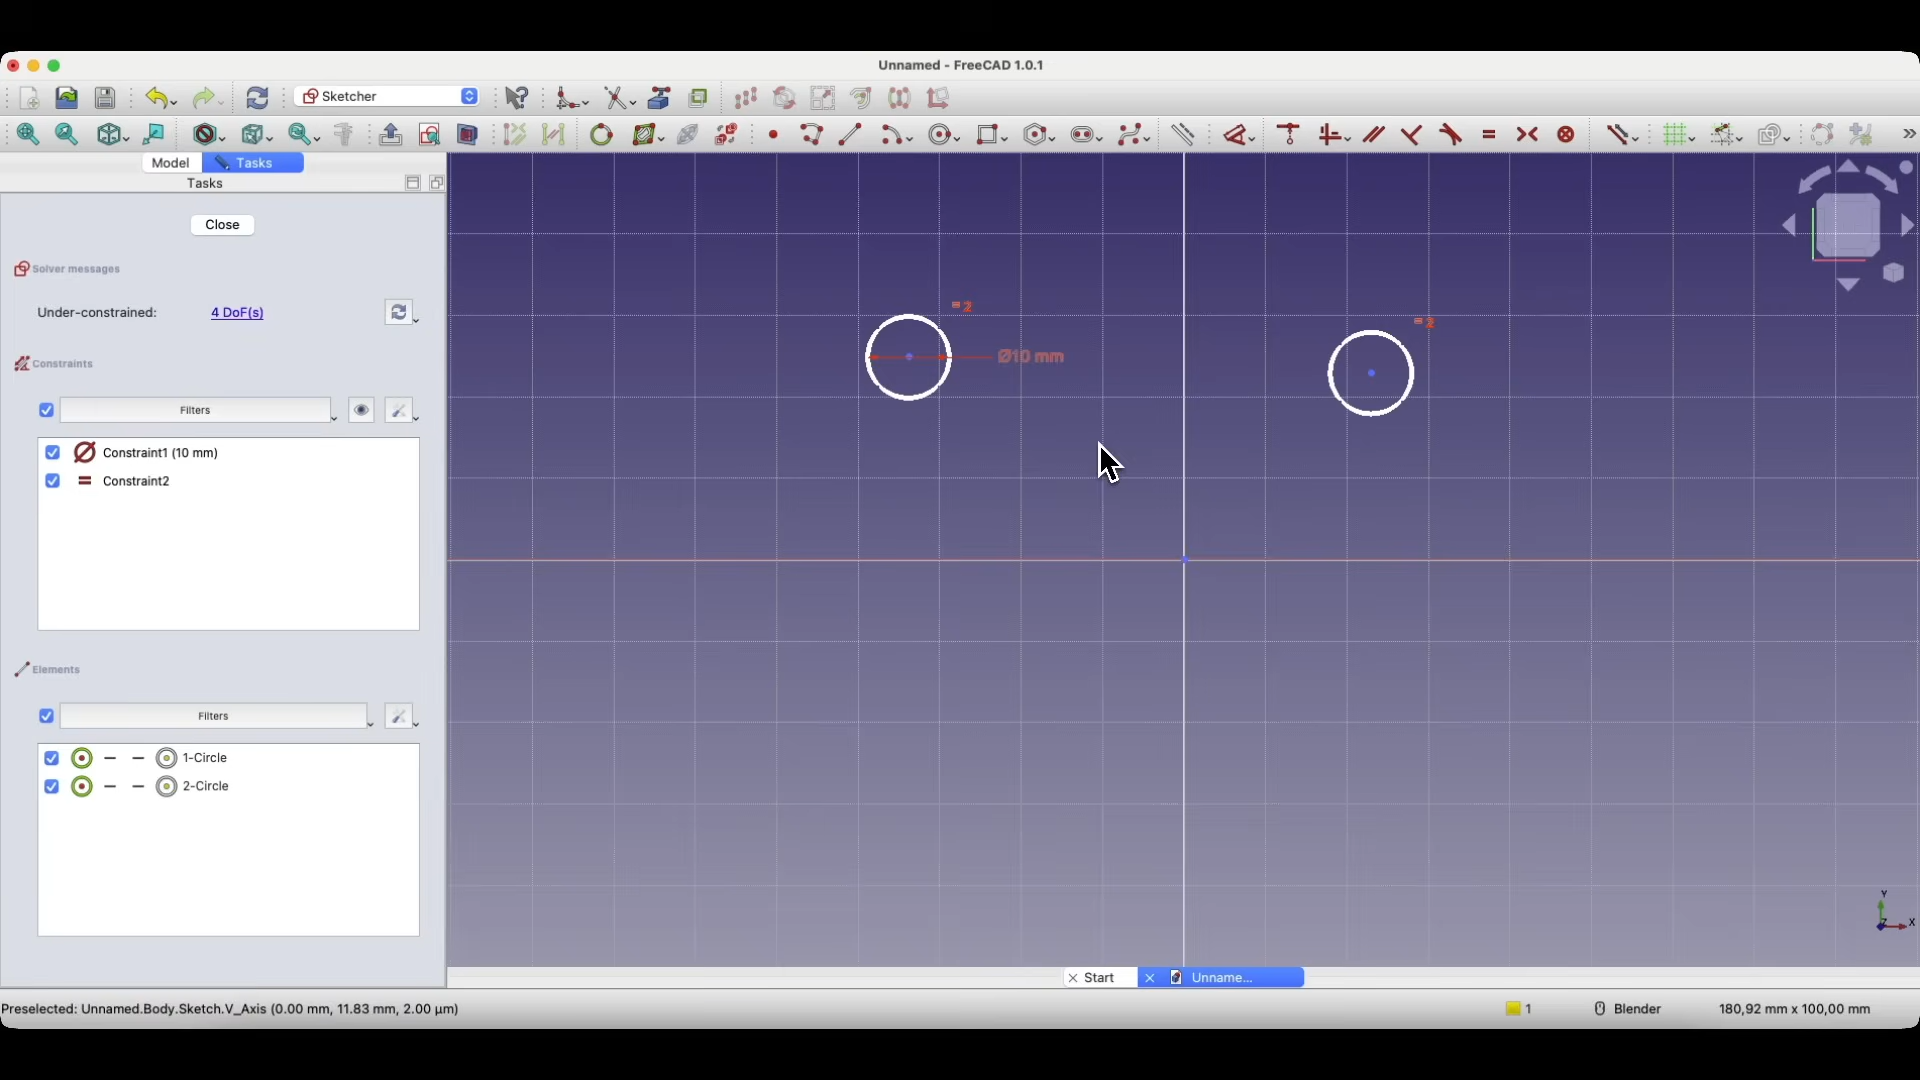 Unnamed - FreeCAD 1.0.1
Sketcher
Model
Tasks
Tasks
Close
Solver messages
Under-constrained:
4 DoF(s)
Constraints
Filters
Constraint1 (10 mm)
Constraint2
Elements
Filters
1-Circle
2-Circle
2
Ø10 mm
2
Y
Z
X
Start
Unname...
Preselected: Unnamed.Body.Sketch.V_Axis (0.00 mm, 11.83 mm, 2.00 µm)
1
Blender
180,92 mm x 100,00 mm